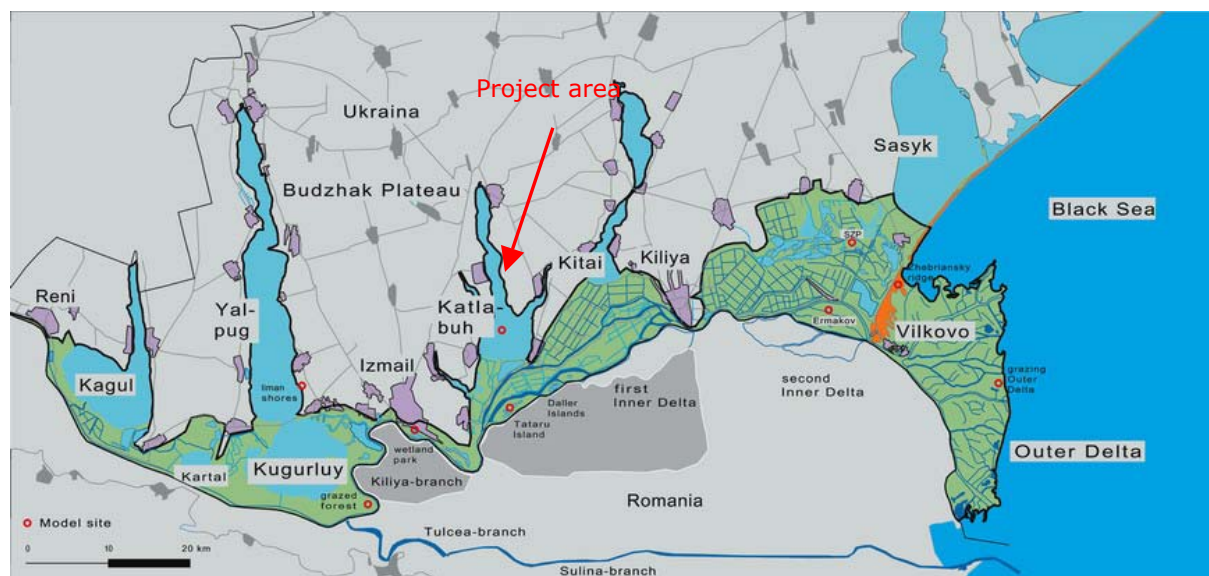 Project area
Ukraina
Sasyk
Budzhak Plateau
Black Sea
Reni
Yal-
pug
Katla-
buh
Kitai
Kiliya
SZP
Zhebriansky
ridge
Ermakov
Vilkovo
Izmail
Kagul
liman
shores
first
Inner Delta
second
Inner Delta
grazing
Outer
Delta
Daller
Islands
Tataru
Island
wetland
park
Kartal
Kugurluy
Kiliya-branch
Outer Delta
grazed
forest
Romania
Model site
Tulcea-branch
0 10 20 km
Sulina-branch